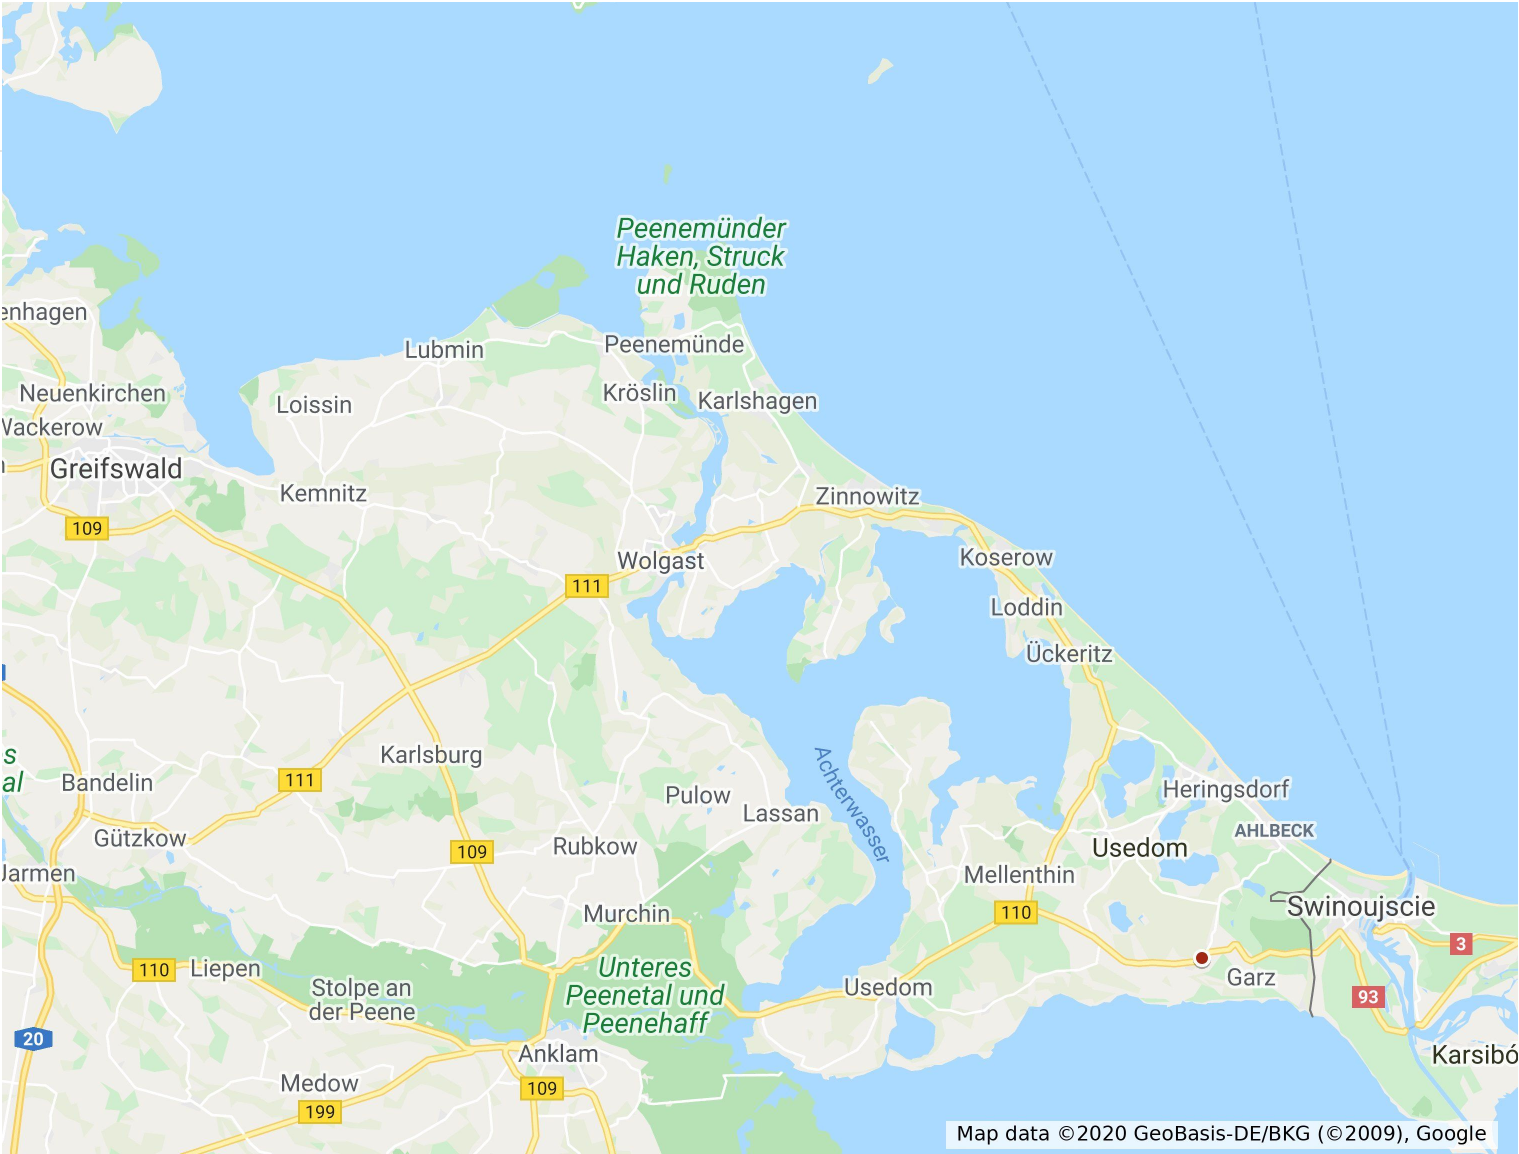 Peenemünder
Haken, Struck
und Ruden
enhagen
Lubmin
Peenemünde
Neuenkirchen
Loissin
Kröslin
Karlshagen
Wackerow
Greifswald
Kemnitz
Zinnowitz
109
Wolgast
Koserow
111
Loddin
Ückeritz
s
al
Karlsburg
Achterwasser
Bandelin
111
Pulow
Heringsdorf
Lassan
Gützkow
AHLBECK
109
Rubkow
Usedom
Jarmen
Mellenthin
Murchin
110
Swinoujscie
3
110
Liepen
Unteres
Peenetal und
Peenehaff
Garz
Stolpe an
der Peene
Usedom
93
20
Anklam
Karsibó
Medow
109
199
Map data ©2020 GeoBasis-DE/BKG (©2009), Google